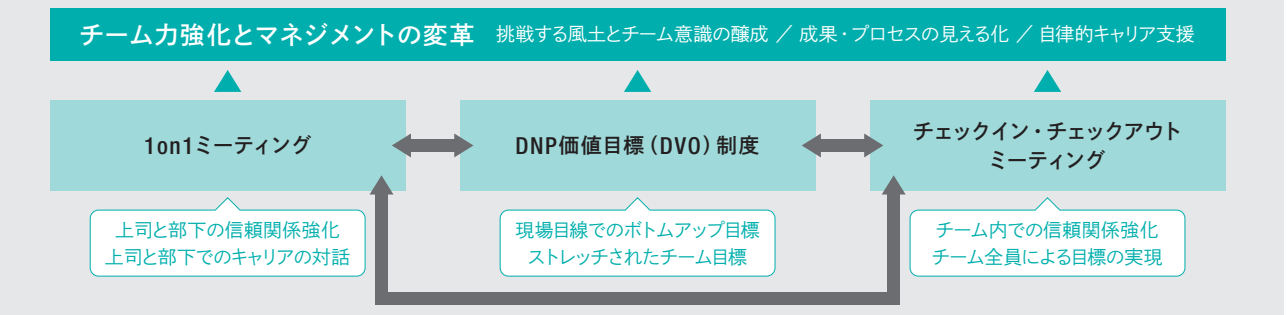 チーム力強化とマネジメントの変革 挑戦する風土とチーム意識の醸成 ／ 成果・プロセスの見える化 ／ 自律的キャリア支援
1on1ミーティング
DNP価値目標（DVO）制度
チェックイン・チェックアウト
ミーティング
上司と部下の信頼関係強化
上司と部下でのキャリアの対話
現場目線でのボトムアップ目標
ストレッチされたチーム目標
チーム内での信頼関係強化
チーム全員による目標の実現